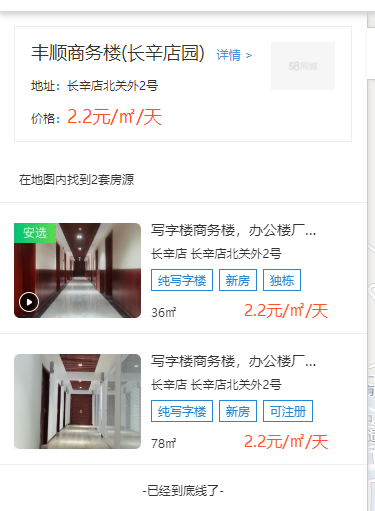 丰顺商务楼(长辛店园) 详情 >
58同城
地址：长辛店北关外2号
价格：2.2元/㎡/天
在地图内找到2套房源
安选
写字楼商务楼，办公楼厂...
长辛店 长辛店北关外2号
纯写字楼 新房 独栋
36㎡ 2.2元/㎡/天
写字楼商务楼，办公楼厂...
长辛店 长辛店北关外2号
纯写字楼 新房 可注册
78㎡ 2.2元/㎡/天
-已经到底线了-